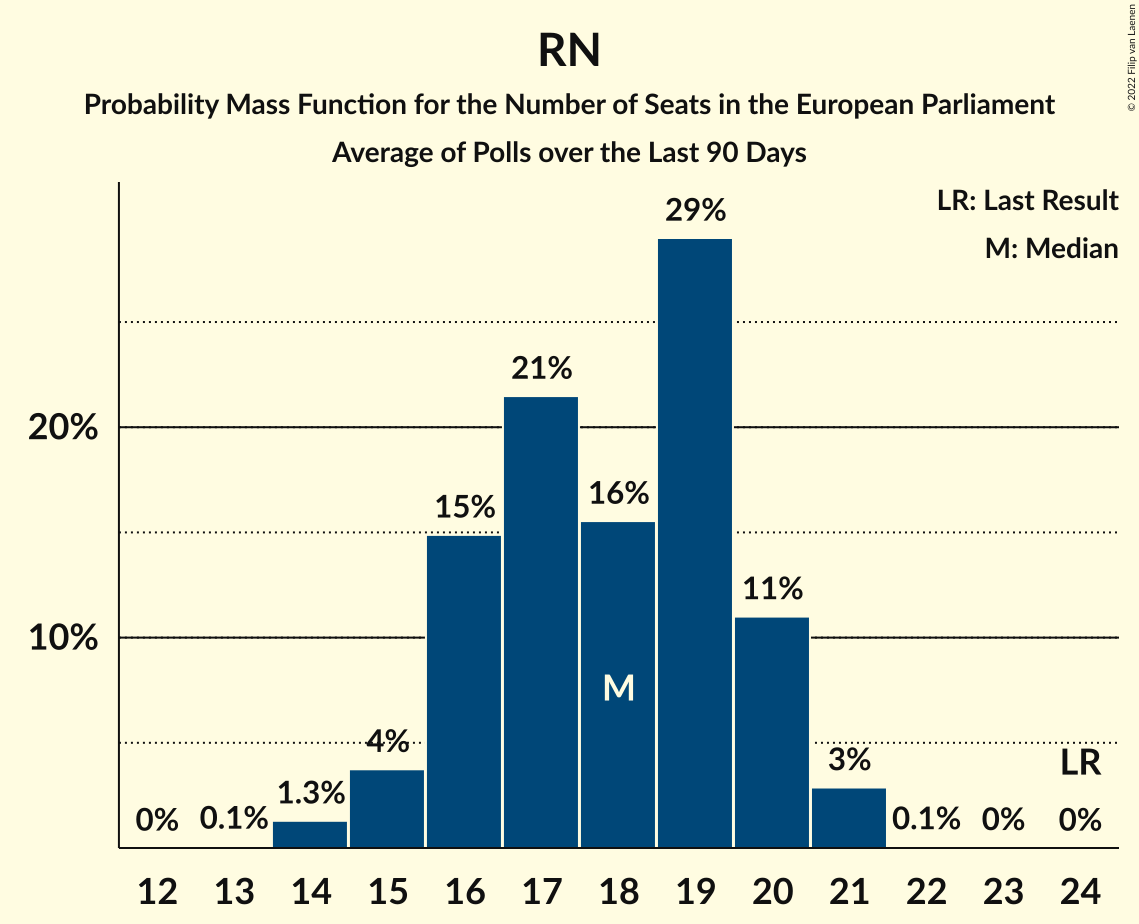 RN
Probability Mass Function for the Number of Seats in the European Parliament
Average of Polls over the Last 90 Days
© 2022 Filip van Laenen
LR: Last Result
M: Median
29%
21%
20%
16%
15%
11%
10%
M
4%
3%
LR
1.3%
0%
0.1%
0.1%
0%
0%
12 13 14 15 16 17 18 19 20 21 22 23 24